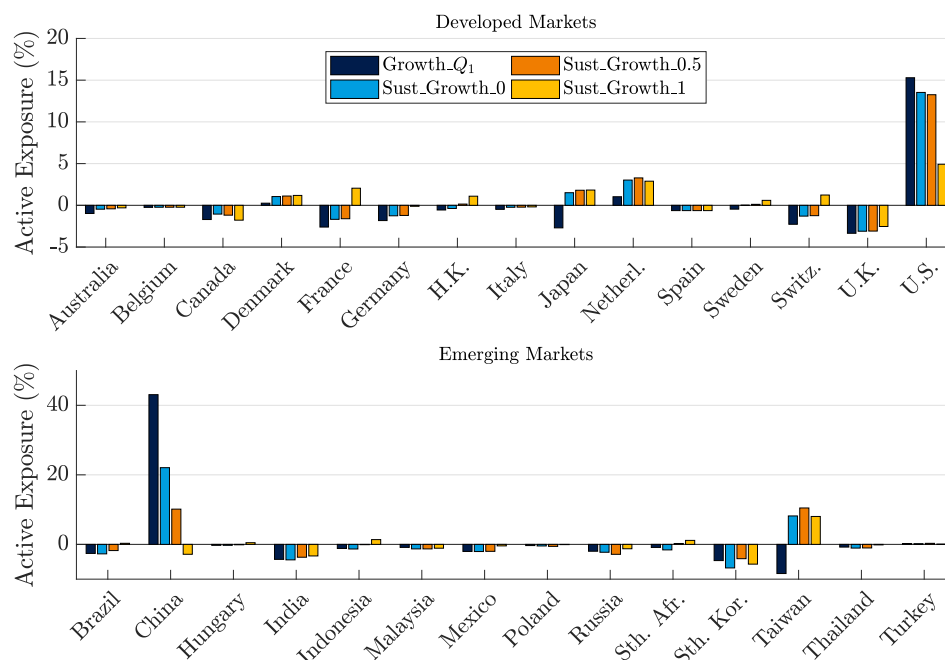 Developed Markets
Active Exposure (%)
20
15
10
5
0
-5
Growth_Q1
Sust_Growth_0
Sust_Growth_0.5
Sust_Growth_1
Australia
Belgium
Canada
Denmark
France
Germany
H.K.
Italy
Japan
Netherl.
Spain
Sweden
Switz.
U.K.
U.S.
Emerging Markets
Active Exposure (%)
40
20
0
Brazil
China
Hungary
India
Indonesia
Malaysia
Mexico
Poland
Russia
Sth. Afr.
Sth. Kor.
Taiwan
Thailand
Turkey